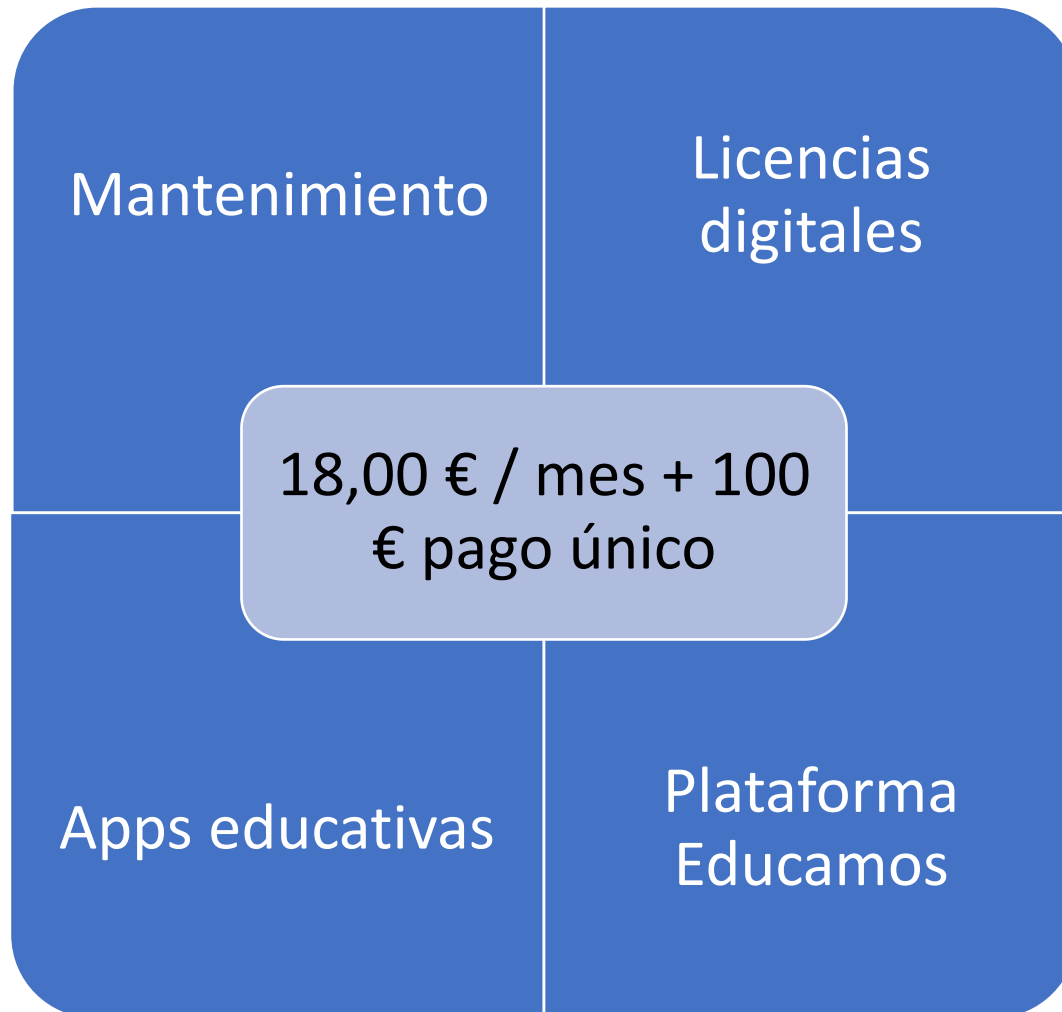 Mantenimiento
Licencias
digitales
18,00 € / mes + 100
€ pago único
Apps educativas
Plataforma
Educamos